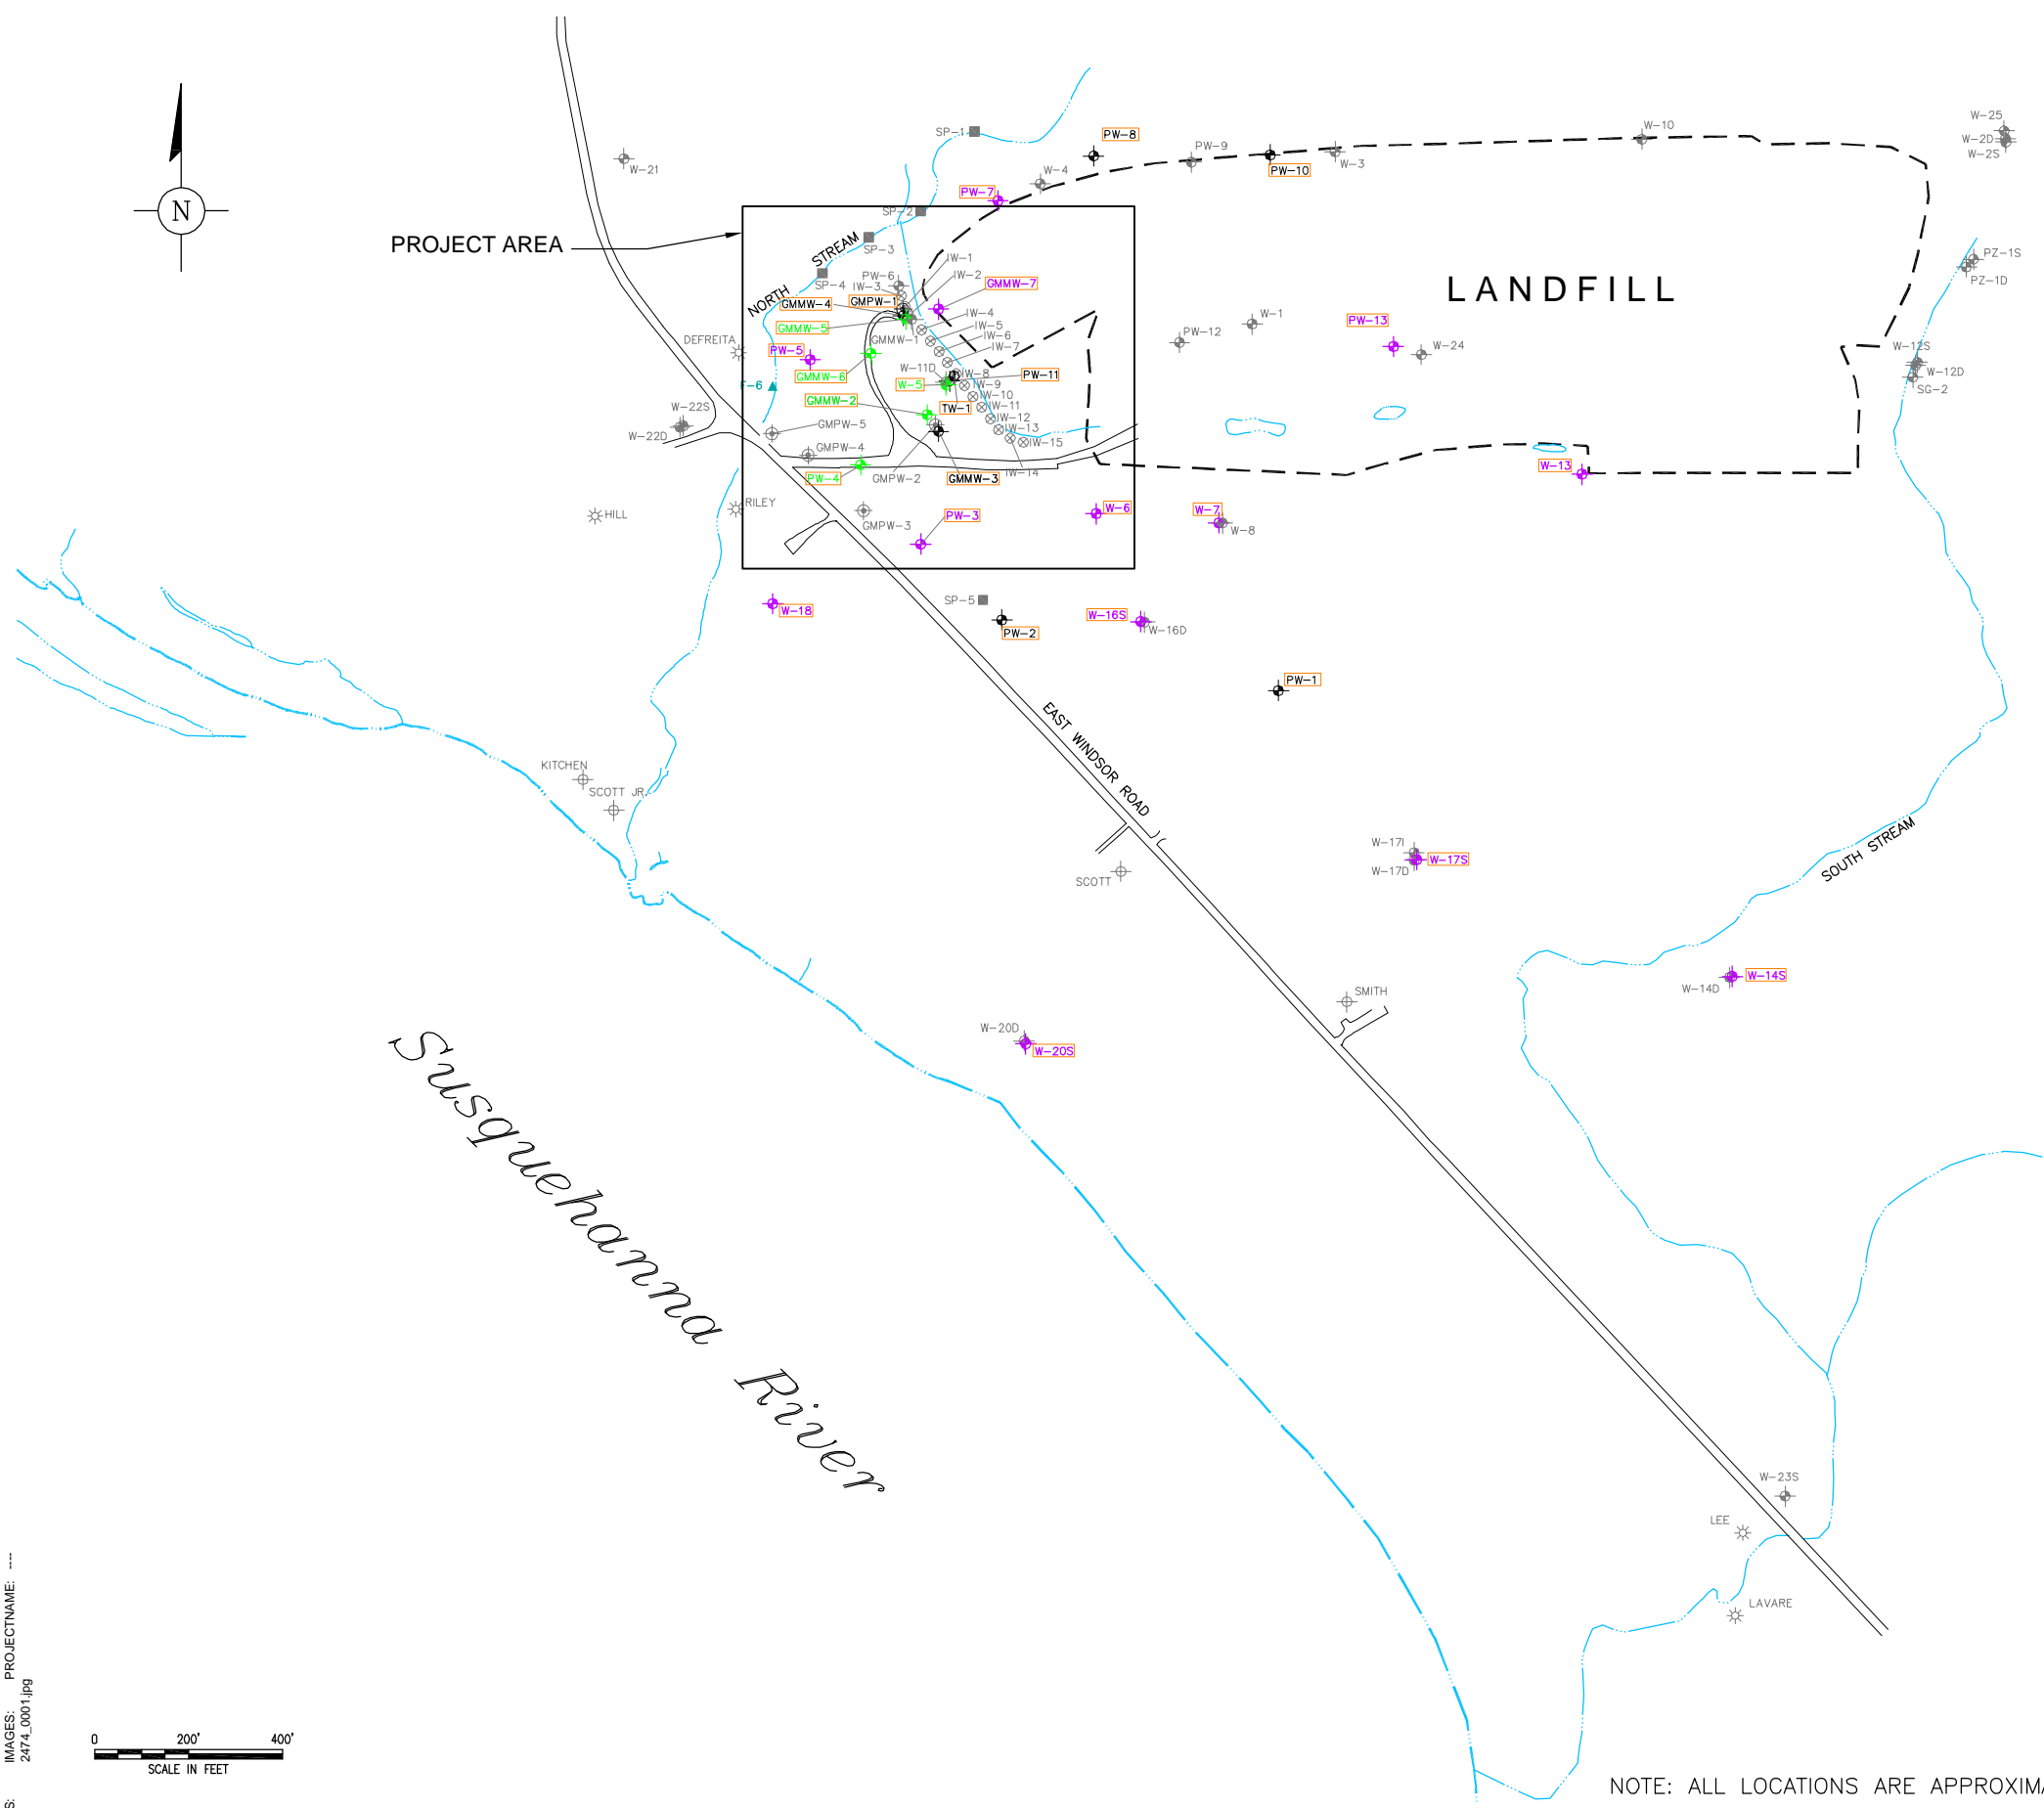 W-25
W-2D
W-2S
W-10
PW-8
SP-1
PW-9
PW-10
W-3
W-21
W-4
PW-7
N
SP-2
PROJECT AREA
NORTH STREAM
SP-3
SP-4
PW-6
IW-1
IW-2
IW-3
GMMW-7
LANDFILL
PZ-1S
PZ-1D
GMMW-4
GMPW-1
GMMW-5
IW-4
IW-5
IW-6
IW-7
GMMW-1
W-1
PW-12
PW-13
W-24
DEFREITA
PW-5
GMMW-6
W-11D
IW-8
PW-11
W-12S
W-12D
SG-2
F-6
W-5
IW-9
IW-10
TW-1
IW-11
GMMW-2
IW-12
IW-13
IW-15
W-22S
W-22D
GMPW-5
GMPW-4
PW-4
GMPW-2
GMMW-3
IW-14
W-13
HILL
RILEY
GMPW-3
PW-3
W-6
W-7
W-8
SP-5
W-18
PW-2
W-16S
W-16D
PW-1
EAST WINDSOR ROAD
KITCHEN
SCOTT JR
SCOTT
W-17I
W-17S
W-17D
SOUTH STREAM
W-14S
W-14D
SMITH
W-20D
W-20S
Susquehanna River
W-23S
LEE
LAVARE
IMAGES: PROJECTNAME: ----
2474_0001.jpg
S:
0 200' 400'
SCALE IN FEET
NOTE: ALL LOCATIONS ARE APPROXIMA